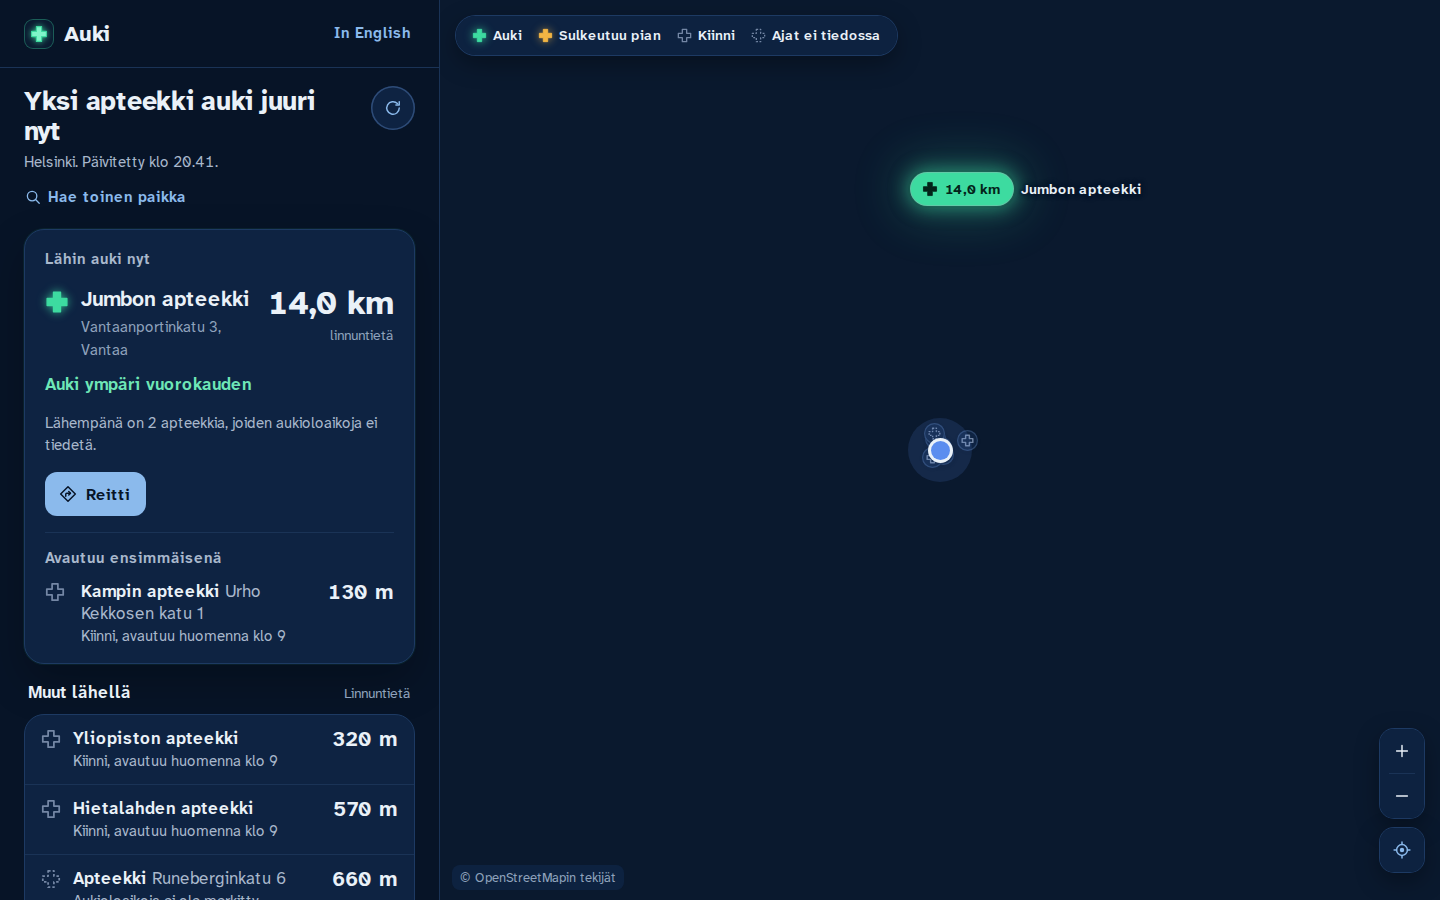 Auki
In English
Yksi apteekki auki juuri
nyt
Helsinki. Päivitetty klo 20.41.
Hae toinen paikka
Lähin auki nyt
Jumbon apteekki
14,0 km
Vantaanportinkatu 3,
Vantaa
linnuntietä
Auki ympäri vuorokauden
Lähempänä on 2 apteekkia, joiden aukioloaikoja ei
tiedetä.
Reitti
Avautuu ensimmäisenä
Kampin apteekki Urho
Kekkosen katu 1
130 m
Kiinni, avautuu huomenna klo 9
Muut lähellä
Linnuntietä
Yliopiston apteekki
320 m
Kiinni, avautuu huomenna klo 9
Hietalahden apteekki
570 m
Kiinni, avautuu huomenna klo 9
Apteekki Runeberginkatu 6
660 m
Auki
Sulkeutuu pian
Kiinni
Ajat ei tiedossa
14,0 km
Jumbon apteekki
© OpenStreetMapin tekijät